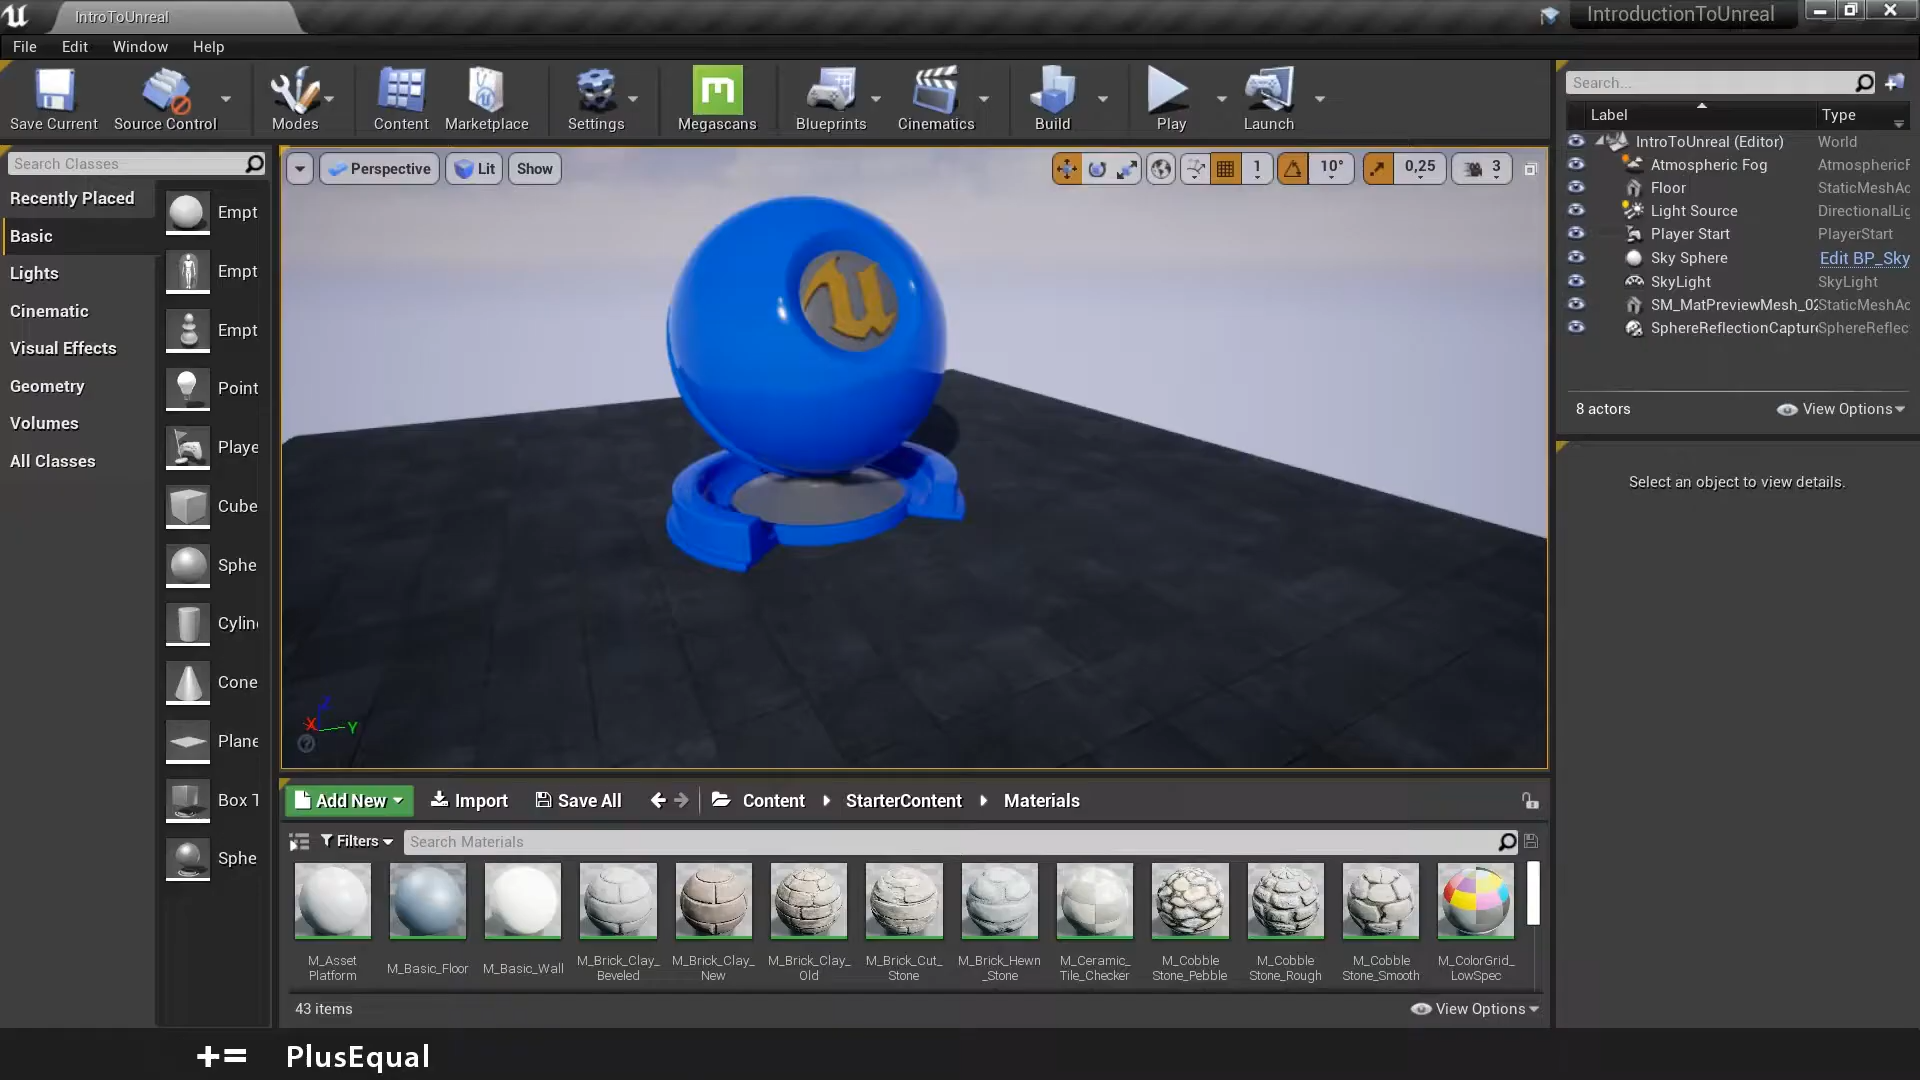 IntroToUnreal
IntroductionToUnreal
File Edit Window Help
Save Current
Source Control
Modes
Content
Marketplace
Settings
Megascans
Blueprints
Cinematics
Build
Play
Launch
Search Classes
Recently Placed
Basic
Lights
Cinematic
Visual Effects
Geometry
Volumes
All Classes
Empt
Empt
Empt
Point
Playe
Cube
Sphe
Cylin
Cone
Plane
Box T
Sphe
Perspective Lit Show
1 10° 0,25 3
X Y Z
Search...
Label Type
IntroToUnreal (Editor) World
Atmospheric Fog AtmosphericF
Floor StaticMeshAc
Light Source DirectionalLig
Player Start PlayerStart
Sky Sphere Edit BP_Sky
SkyLight SkyLight
SM_MatPreviewMesh_02 StaticMeshAc
SphereReflectionCapture SphereReflec
8 actors View Options
Select an object to view details.
Add New Import Save All Content StarterContent Materials
Filters Search Materials
M_Asset
Platform
M_Basic_Floor
M_Basic_Wall
M_Brick_Clay_
Beveled
M_Brick_Clay_
New
M_Brick_Clay_
Old
M_Brick_Cut_
Stone
M_Brick_Hewn
_Stone
M_Ceramic_
Tile_Checker
M_Cobble
Stone_Pebble
M_Cobble
Stone_Rough
M_Cobble
Stone_Smooth
M_ColorGrid_
LowSpec
43 items View Options
+= PlusEqual